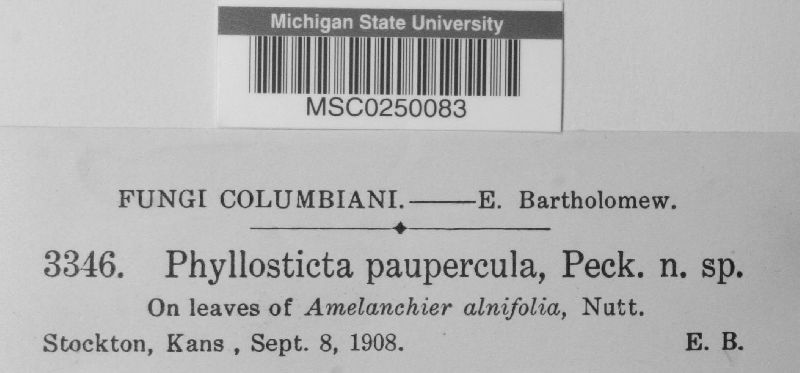 Michigan State University
MSC0250083
FUNGI COLUMBIANI.——E. Bartholomew.
3346. Phyllosticta paupercula, Peck. n. sp.
On leaves of Amelanchier alnifolia, Nutt.
Stockton, Kans , Sept. 8, 1908. E. B.